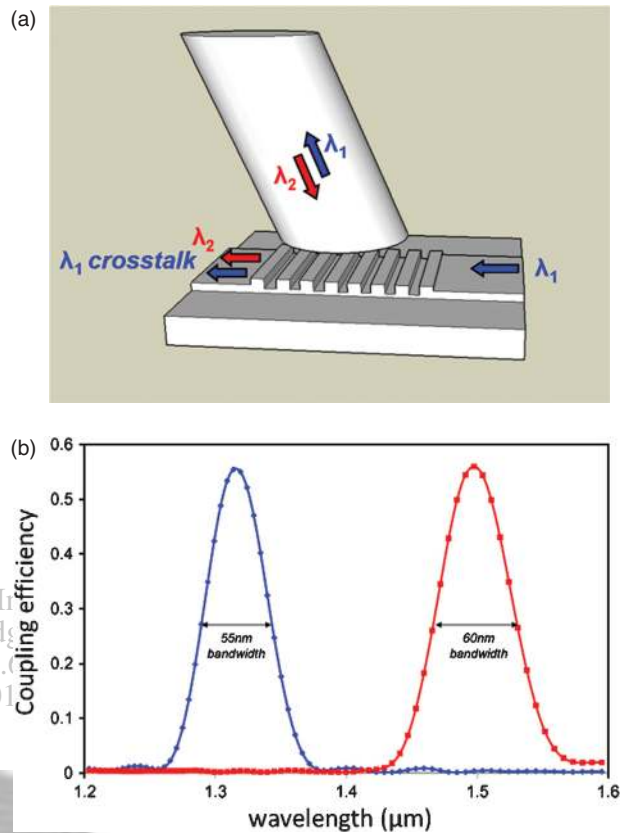 (a)
λ1
λ2
λ2
λ1 crosstalk
λ1
(b)
0.6
0.5
0.4
0.3
0.2
0.1
0
Coupling efficiency
55nm
bandwidth
60nm
bandwidth
1.2
1.3
1.4
1.5
1.6
wavelength (μm)